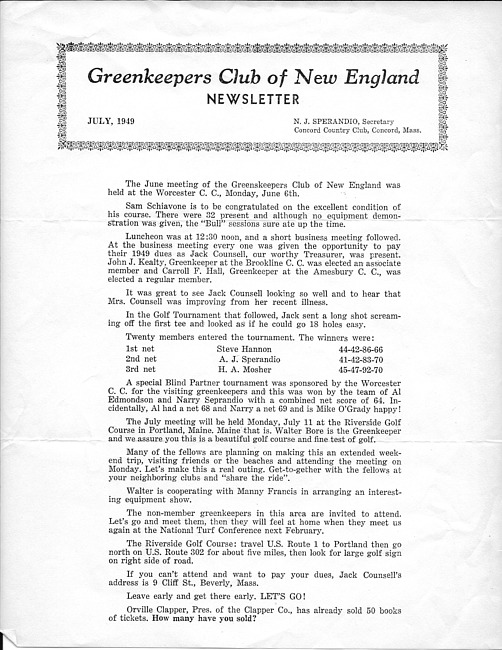 Greenkeepers Club of New England
NEWSLETTER
JULY, 1949
N. J. SPERANDIO, Secretary
Concord Country Club, Concord, Mass.
The June meeting of the Greenskeepers Club of New England was
held at the Worcester C. C., Monday, June 6th.
Sam Schiavone is to be congratulated on the excellent condition of
his course. There were 32 present and although no equipment demon-
stration was given, the "Bull" sessions sure ate up the time.
Luncheon was at 12:30 noon, and a short business meeting followed.
At the business meeting every one was given the opportunity to pay
their 1949 dues as Jack Counsell, our worthy Treasurer, was present.
John J. Kealty, Greenkeeper at the Brookline C. C. was elected an associate
member and Carroll F. Hall, Greenkeeper at the Amesbury C. C., was
elected a regular member.
It was great to see Jack Counsell looking so well and to hear that
Mrs. Counsell was improving from her recent illness.
In the Golf Tournament that followed, Jack sent a long shot scream-
ing off the first tee and looked as if he could go 18 holes easy.
Twenty members entered the tournament. The winners were:
1st net Steve Hannon 44-42-86-66
2nd net A. J. Sperandio 41-42-83-70
3rd net H. A. Mosher 45-47-92-70
A special Blind Partner tournament was sponsored by the Worcester
C. C. for the visiting greenkeepers and this was won by the team of Al
Edmondson and Narry Seprandio with a combined net score of 64. In-
cidentally, Al had a net 68 and Narry a net 69 and is Mike O'Grady happy!
The July meeting will be held Monday, July 11 at the Riverside Golf
Course in Portland, Maine. Maine that is. Walter Bore is the Greenkeeper
and we assure you this is a beautiful golf course and fine test of golf.
Many of the fellows are planning on making this an extended week-
end trip, visiting friends or the beaches and attending the meeting on
Monday. Let's make this a real outing. Get-to-gether with the fellows at
your neighboring clubs and "share the ride".
Walter is cooperating with Manny Francis in arranging an interest-
ing equipment show.
The non-member greenkeepers in this area are invited to attend.
Let's go and meet them, then they will feel at home when they meet us
again at the National Turf Conference next February.
The Riverside Golf Course: travel U.S. Route 1 to Portland then go
north on U.S. Route 302 for about five miles, then look for large golf sign
on right side of road.
If you can't attend and want to pay your dues, Jack Counsell's
address is 9 Cliff St., Beverly, Mass.
Leave early and get there early. LET'S GO!
Orville Clapper, Pres. of the Clapper Co., has already sold 50 books
of tickets. How many have you sold?